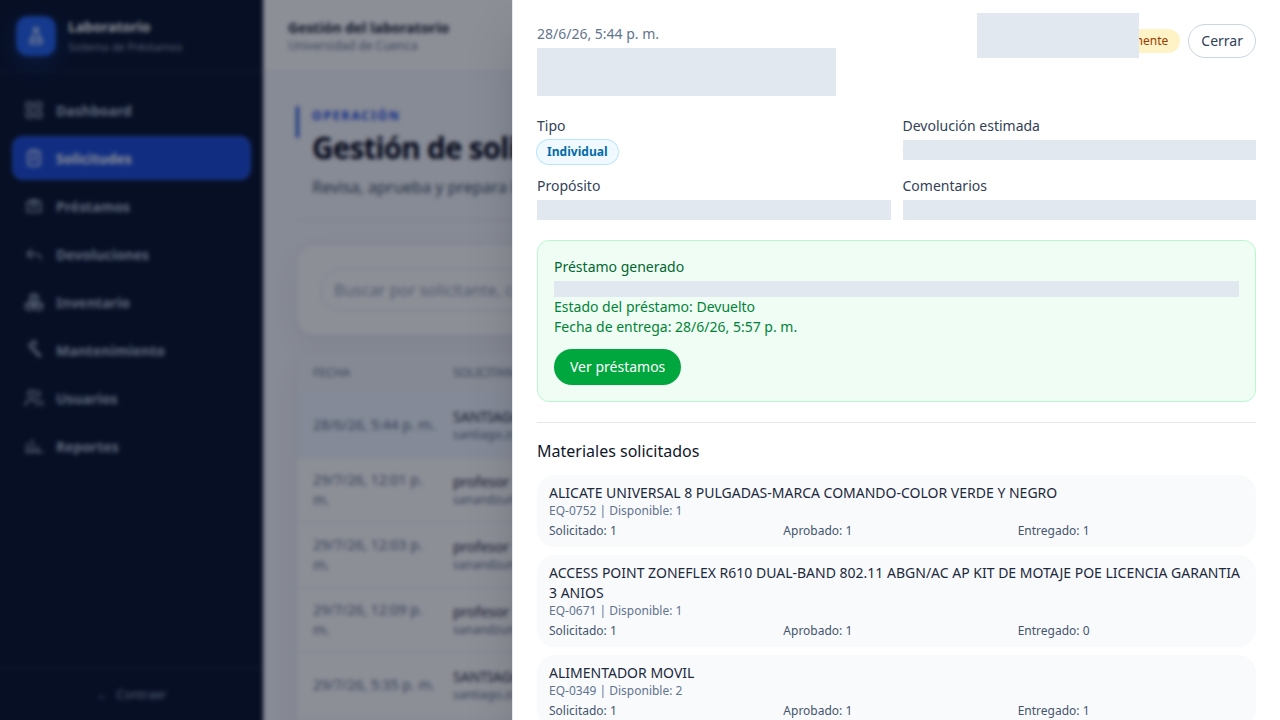 Laboratorio
Sistema de Préstamos
Dashboard
Solicitudes
Préstamos
Devoluciones
Inventario
Mantenimiento
Usuarios
Reportes
Contraer
Gestión del laboratorio
Universidad de Cuenca
OPERACIÓN
Gestión de soli
Revisa, aprueba y prepara
Buscar por solicitante, c
FECHA
28/6/26, 5:44 p. m.
SANTIAG
29/7/26, 12:01 p. m.
profesor
29/7/26, 12:03 p. m.
profesor
29/7/26, 12:09 p. m.
profesor
29/7/26, 5:35 p. m.
SANTIAG
28/6/26, 5:44 p. m.
Cerrar
Tipo
Individual
Devolución estimada
Propósito
Comentarios
Préstamo generado
Estado del préstamo: Devuelto
Fecha de entrega: 28/6/26, 5:57 p. m.
Ver préstamos
Materiales solicitados
ALICATE UNIVERSAL 8 PULGADAS-MARCA COMANDO-COLOR VERDE Y NEGRO
EQ-0752 | Disponible: 1
Solicitado: 1
Aprobado: 1
Entregado: 1
ACCESS POINT ZONEFLEX R610 DUAL-BAND 802.11 ABGN/AC AP KIT DE MOTAJE POE LICENCIA GARANTIA
3 ANIOS
EQ-0671 | Disponible: 1
Solicitado: 1
Aprobado: 1
Entregado: 0
ALIMENTADOR MOVIL
EQ-0349 | Disponible: 2
Solicitado: 1
Aprobado: 1
Entregado: 1